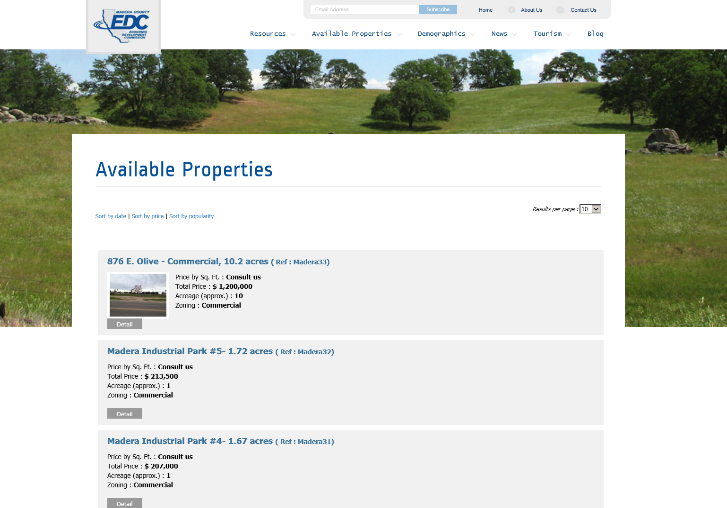 MADERA COUNTY
EDC
ECONOMIC
DEVELOPMENT
COMMISSION
Email Address
Subscribe
Home
About Us
Contact Us
Resources
Available Properties
Demographics
News
Tourism
Blog
Available Properties
Results per page : 10
Sort by date | Sort by price | Sort by popularity
876 E. Olive - Commercial, 10.2 acres ( Ref : Madera33)
Price by Sq. Ft. : Consult us
Total Price : $ 1,200,000
Acreage (approx.) : 10
Zoning : Commercial
Detail
Madera Industrial Park #5- 1.72 acres ( Ref : Madera32)
Price by Sq. Ft. : Consult us
Total Price : $ 213,500
Acreage (approx.) : 1
Zoning : Commercial
Detail
Madera Industrial Park #4- 1.67 acres ( Ref : Madera31)
Price by Sq. Ft. : Consult us
Total Price : $ 207,000
Acreage (approx.) : 1
Zoning : Commercial
Detail